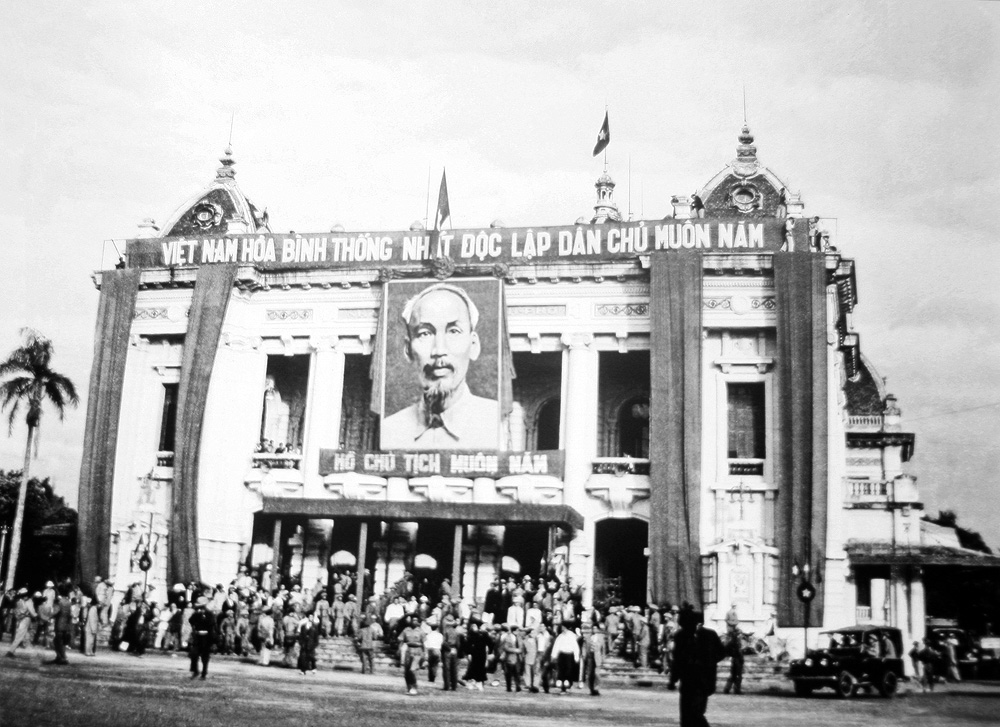 VIỆT NAM HÒA BÌNH THỐNG NHẤT ĐỘC LẬP DÂN CHỦ MUÔN NĂM
HỒ CHỦ TỊCH MUÔN NĂM